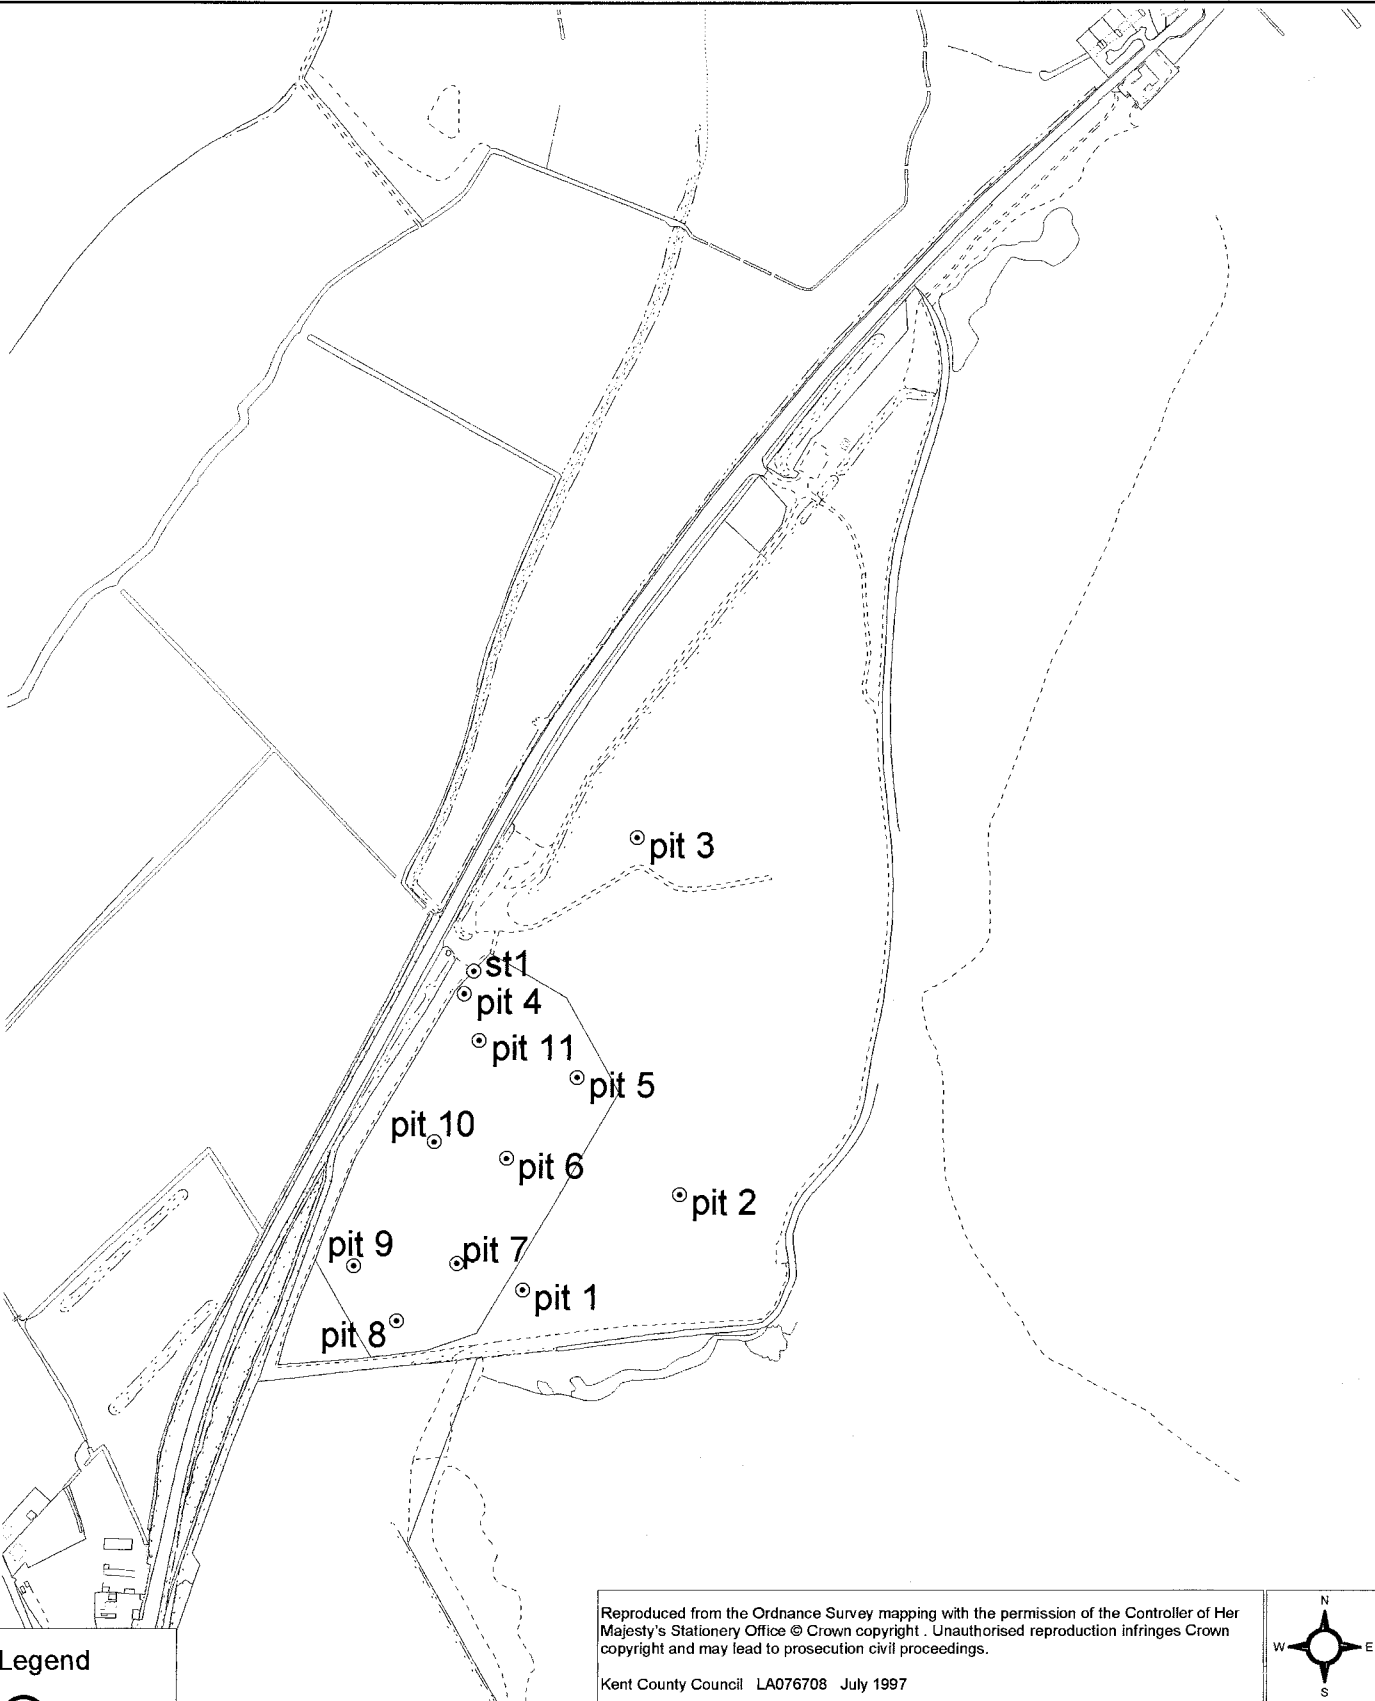 pit 3
st1
pit 4
pit 11
pit 5
pit 10
pit 6
pit 2
pit 9
pit 7
pit 1
pit 8
Reproduced from the Ordnance Survey mapping with the permission of the Controller of Her
Majesty's Stationery Office © Crown copyright . Unauthorised reproduction infringes Crown
copyright and may lead to prosecution civil proceedings.
Kent County Council LA076708 July 1997
N
W E
S
Legend